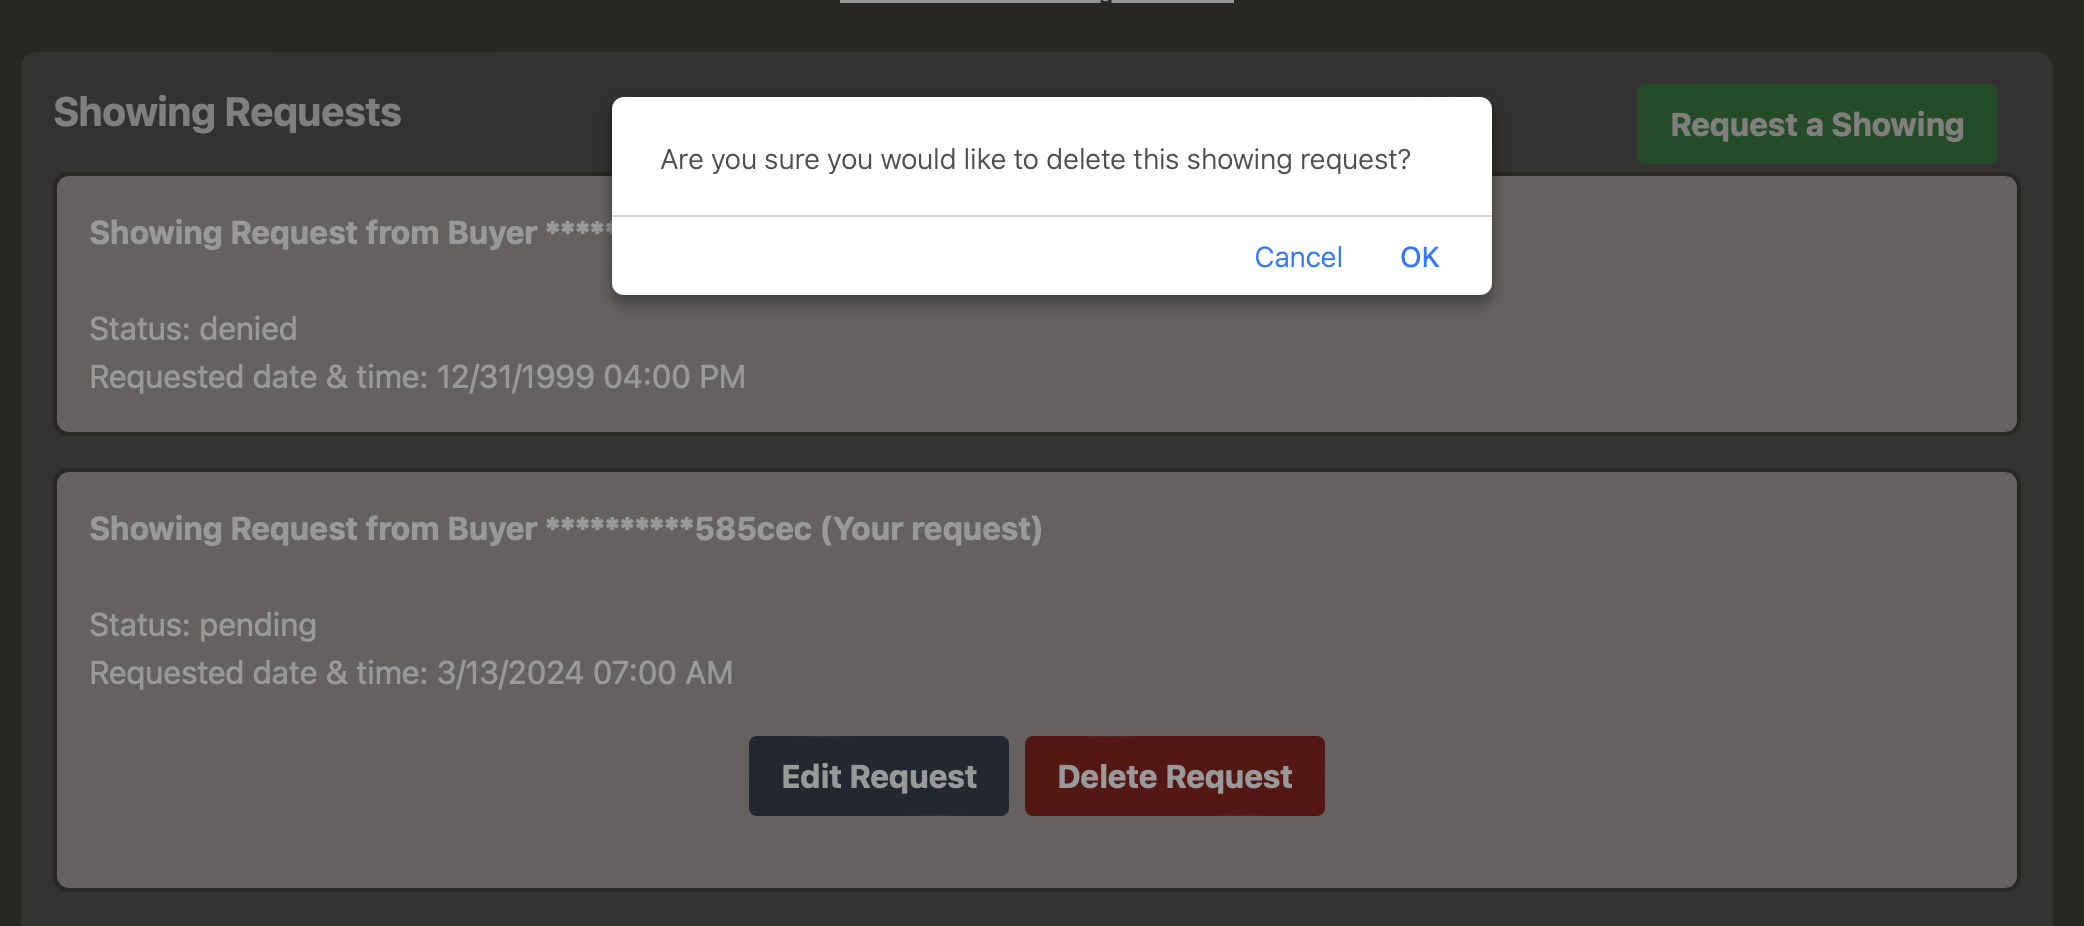 Showing Requests
Request a Showing
Are you sure you would like to delete this showing request?
Cancel OK
Showing Request from Buyer *****
Status: denied
Requested date & time: 12/31/1999 04:00 PM
Showing Request from Buyer **********585cec (Your request)
Status: pending
Requested date & time: 3/13/2024 07:00 AM
Edit Request
Delete Request